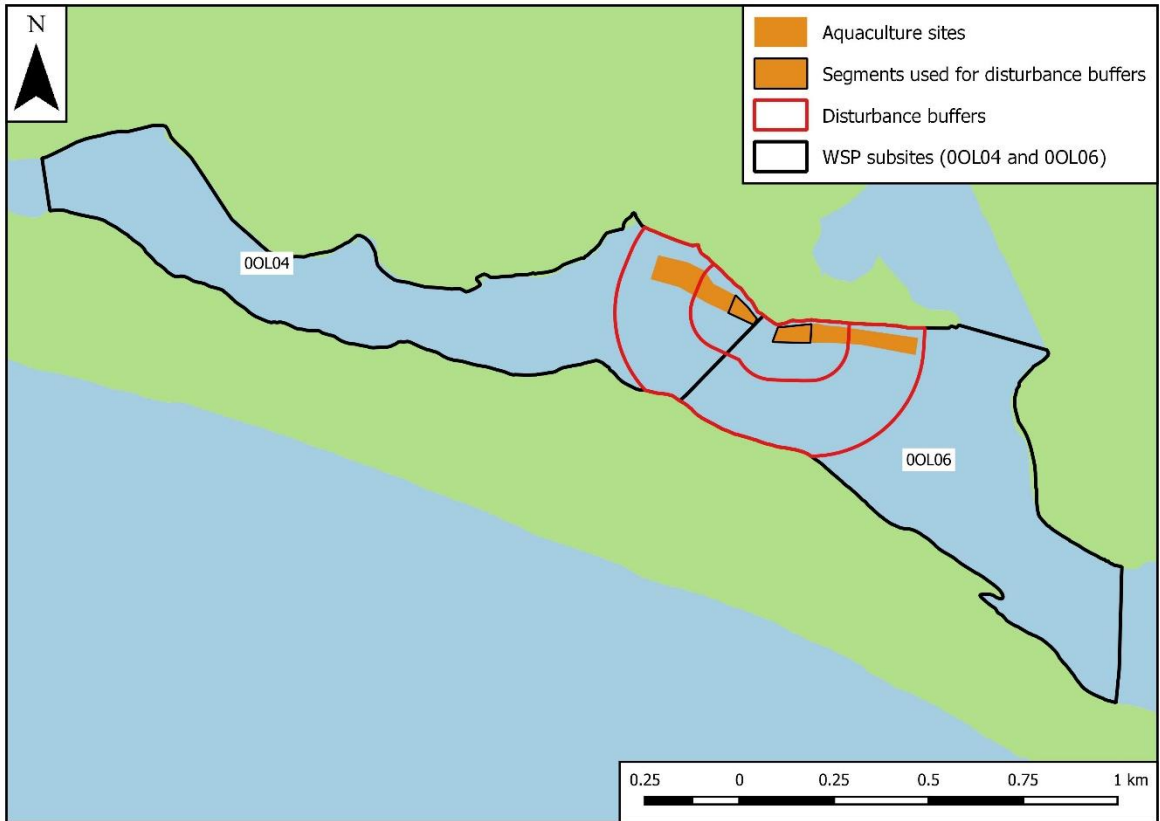 N
Aquaculture sites
Segments used for disturbance buffers
Disturbance buffers
WSP subsites (0OL04 and 0OL06)
0OL04
0OL06
0.25 0 0.25 0.5 0.75 1 km